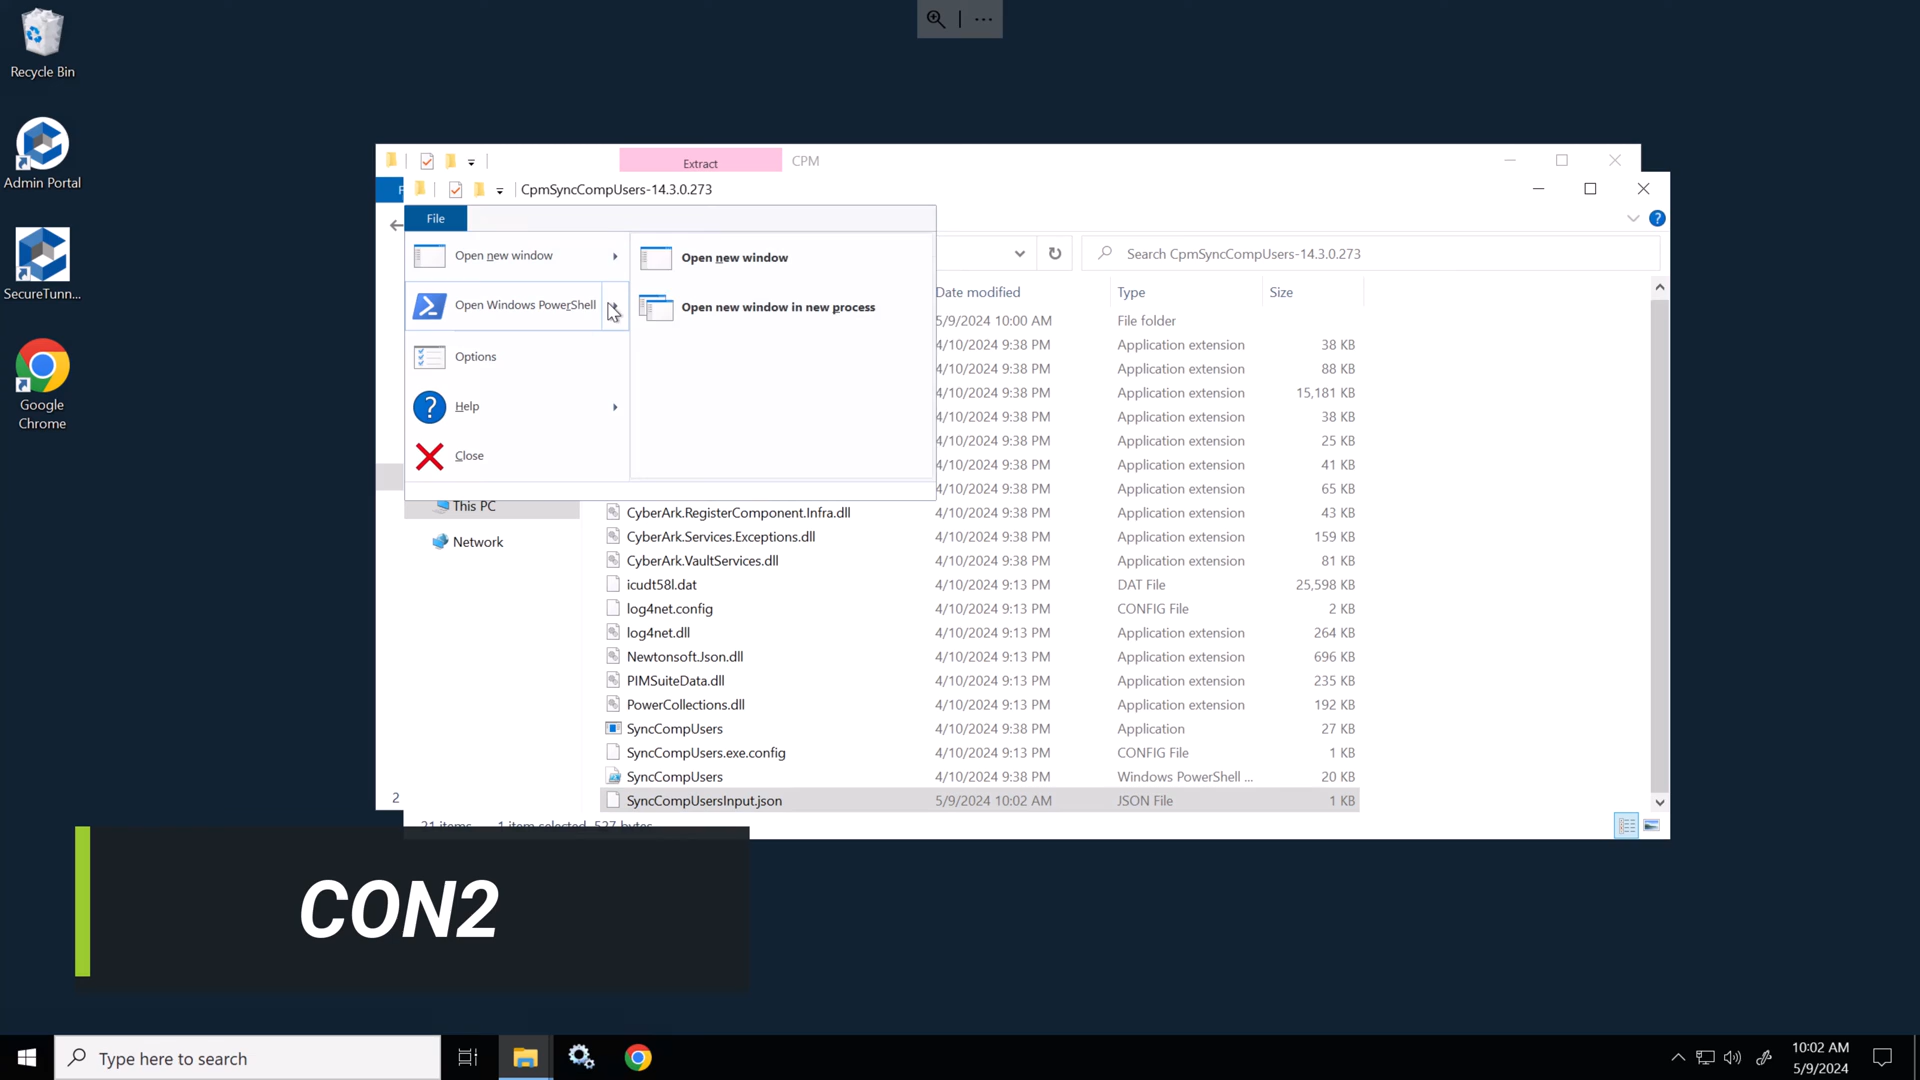 Recycle Bin
Admin Portal
SecureTunn...
Google
Chrome
Extract
CPM
CpmSyncCompUsers-14.3.0.273
File
Open new window
Open Windows PowerShell
Options
Help
Close
Open new window
Open new window in new process
Search CpmSyncCompUsers-14.3.0.273
Date modified Type Size
5/9/2024 10:00 AM File folder
4/10/2024 9:38 PM Application extension 38 KB
4/10/2024 9:38 PM Application extension 88 KB
4/10/2024 9:38 PM Application extension 15,181 KB
4/10/2024 9:38 PM Application extension 38 KB
4/10/2024 9:38 PM Application extension 25 KB
4/10/2024 9:38 PM Application extension 41 KB
4/10/2024 9:38 PM Application extension 65 KB
This PC
Network
CyberArk.RegisterComponent.Infra.dll 4/10/2024 9:38 PM Application extension 43 KB
CyberArk.Services.Exceptions.dll 4/10/2024 9:38 PM Application extension 159 KB
CyberArk.VaultServices.dll 4/10/2024 9:38 PM Application extension 81 KB
icudt58l.dat 4/10/2024 9:13 PM DAT File 25,598 KB
log4net.config 4/10/2024 9:13 PM CONFIG File 2 KB
log4net.dll 4/10/2024 9:13 PM Application extension 264 KB
Newtonsoft.Json.dll 4/10/2024 9:13 PM Application extension 696 KB
PIMSuiteData.dll 4/10/2024 9:13 PM Application extension 235 KB
PowerCollections.dll 4/10/2024 9:13 PM Application extension 192 KB
SyncCompUsers 4/10/2024 9:38 PM Application 27 KB
SyncCompUsers.exe.config 4/10/2024 9:13 PM CONFIG File 1 KB
SyncCompUsers 4/10/2024 9:38 PM Windows PowerShell ... 20 KB
SyncCompUsersInput.json 5/9/2024 10:02 AM JSON File 1 KB
2
21 items 1 item selected 527 bytes
CON2
Type here to search
10:02 AM
5/9/2024